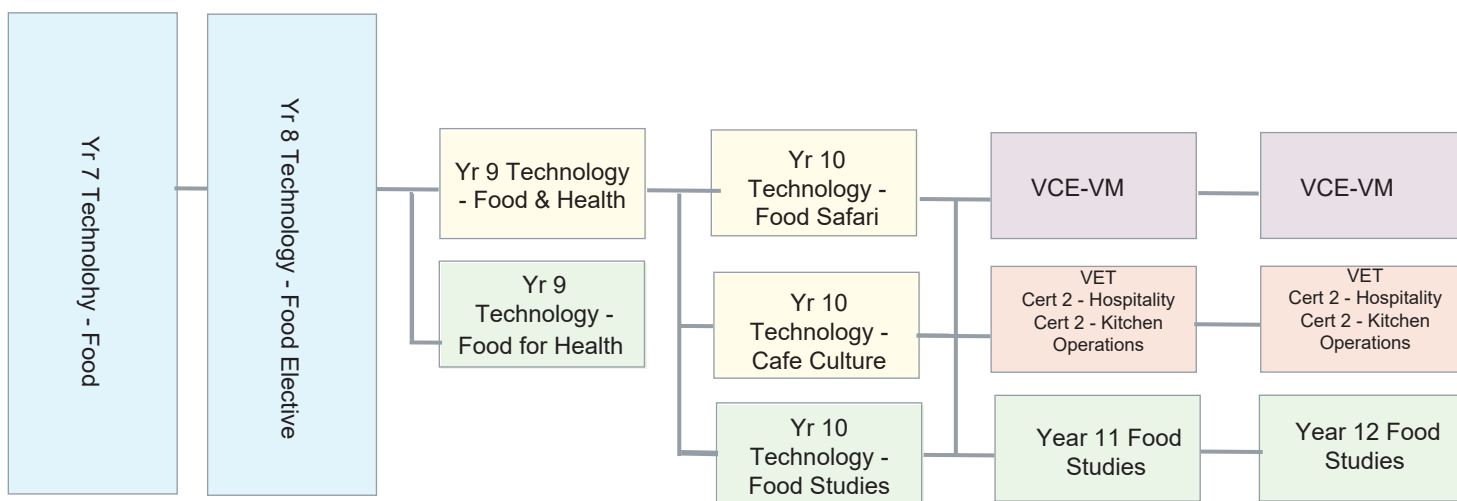 Yr 7 Technolohy - Food
Yr 8 Technology - Food Elective
Yr 9 Technology
- Food & Health
Yr 9
Technology -
Food for Health
Yr 10
Technology -
Food Safari
Yr 10
Technology -
Cafe Culture
Yr 10
Technology -
Food Studies
VCE-VM
VET
Cert 2 - Hospitality
Cert 2 - Kitchen
Operations
Year 11 Food
Studies
VCE-VM
VET
Cert 2 - Hospitality
Cert 2 - Kitchen
Operations
Year 12 Food
Studies